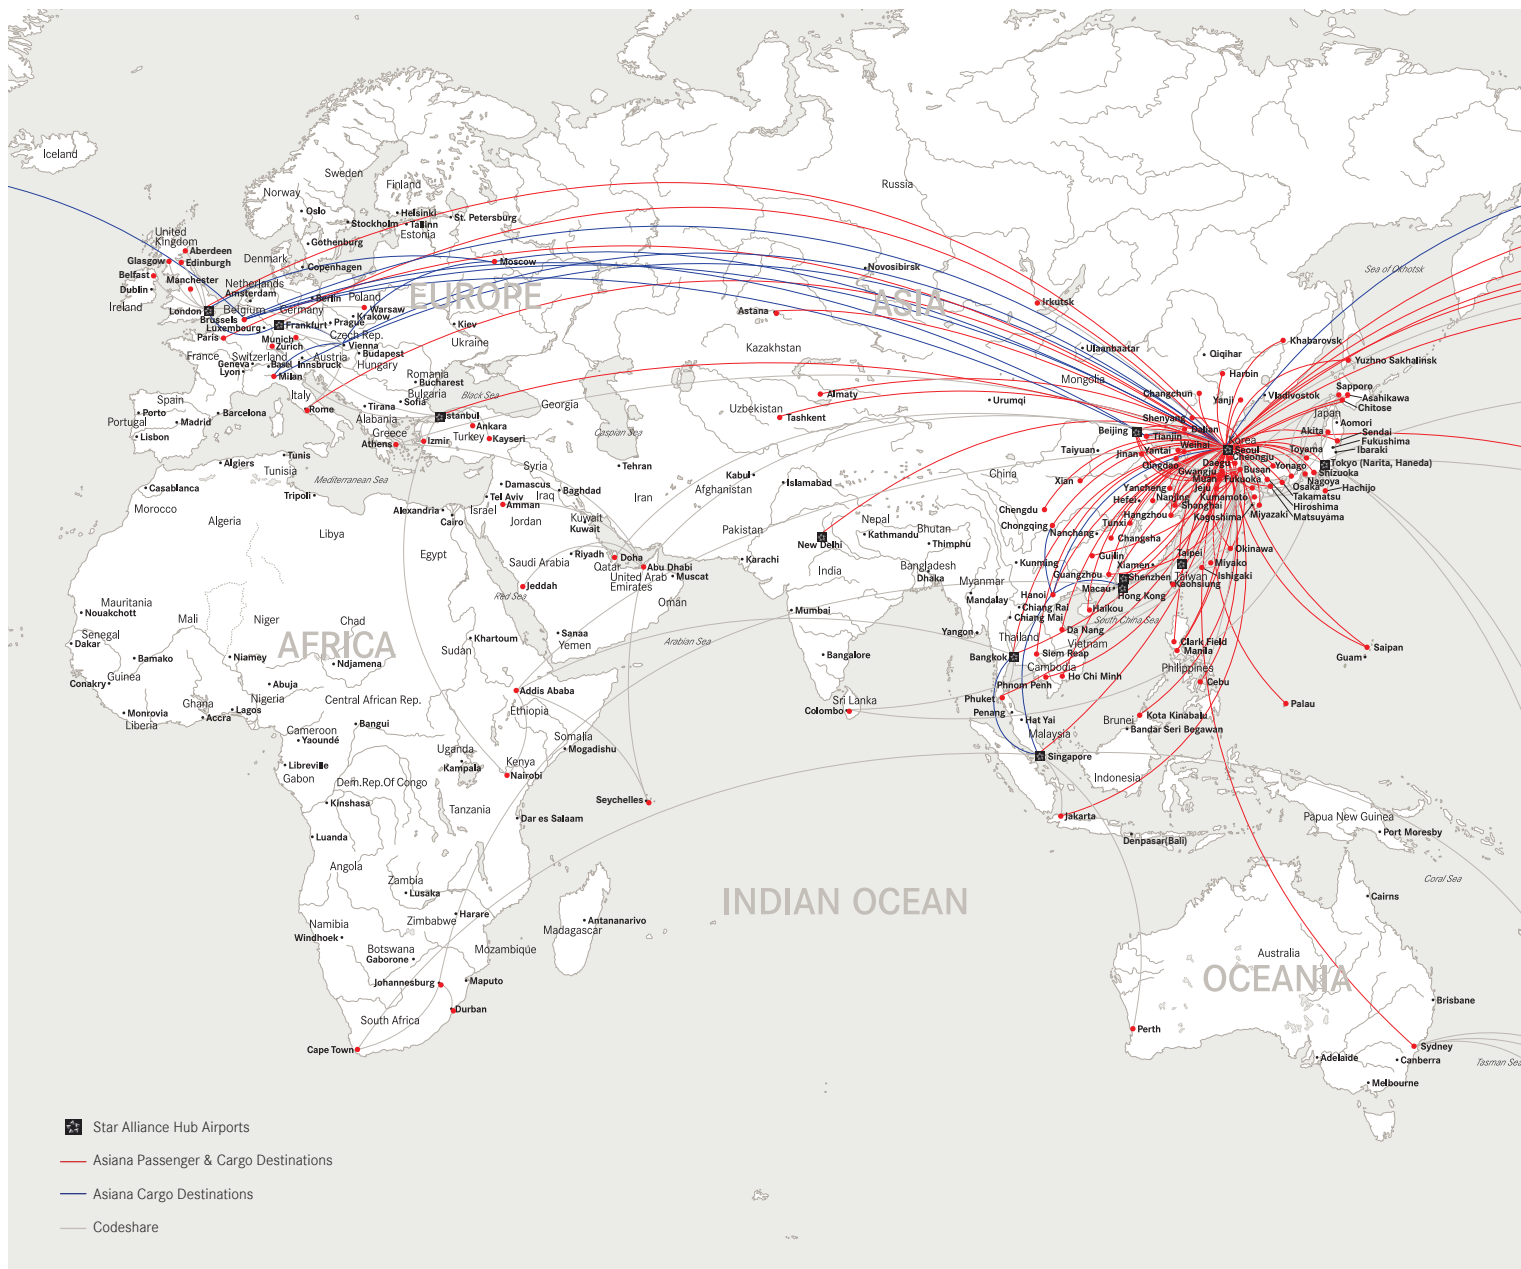 Iceland
Sweden
Finland
Norway
Russia
Helsinki
Oslo
St. Petersburg
Stockholm
Tallinn
Estonia
United
Kingdom
Gothenburg
Aberdeen
Denmark
Glasgow
Edinburgh
Moscow
Copenhagen
Novosibirsk
Sea of Okhotsk
Belfast
Manchester
Dublin
Netherlands
Amsterdam
Ireland
EUROPE
ASIA
Berlin
Poland
Irkutsk
London
Belgium
Germany
Warsaw
Krakow
Astana
Brussels
Luxembourg
Frankfurt
Prague
Kiev
Czech Rep.
Paris
Munich
Ukraine
Khabarovsk
Zurich
Vienna
Kazakhstan
Ulaanbaatar
Qiqihar
France
Switzerland
Austria
Budapest
Hungary
Yuzhno Sakhalinsk
Geneva
Basel
Innsbruck
Lyon
Milan
Romania
Mongolia
Harbin
Bucharest
Sapporo
Italy
Bulgaria
Black Sea
Almaty
Urumqi
Changchun
Vladivostok
Asahikawa
Spain
Sofia
Yanji
Chitose
Porto
Barcelona
Rome
Tirana
Georgia
Uzbekistan
Japan
Portugal
Madrid
Albania
Istanbul
Tashkent
Shenyang
Aomori
Greece
Ankara
Caspian Sea
Beijing
Dalian
Akita
Sendai
Lisbon
Athens
Izmir
Turkey
Kayseri
Tianjin
Korea
Fukushima
Taiyuan
Weihai
Seoul
Toyama
Ibaraki
Tunis
Jinan
Yantai
Cheongju
Algiers
Syria
Tehran
Qingdao
Daegu
Yonago
Tokyo (Narita, Haneda)
Tunisia
China
Gwangju
Busan
Shizuoka
Mediterranean Sea
Damascus
Kabul
Islamabad
Xian
Muan
Fukuoka
Nagoya
Casablanca
Tripoli
Tel Aviv
Iraq
Baghdad
Iran
Afghanistan
Yancheng
Jeju
Osaka
Hachijo
Hefei
Nanjing
Kumamoto
Takamatsu
Morocco
Alexandria
Israel
Amman
Chengdu
Shanghai
Hiroshima
Cairo
Jordan
Kuwait
Kuwait
Hangzhou
Kagoshima
Miyazaki
Matsuyama
Algeria
Libya
Pakistan
Nepal
Bhutan
Chongqing
Tunxi
Nanchang
Kathmandu
Changsha
New Delhi
Thimphu
Egypt
Saudi Arabia
Riyadh
Doha
Karachi
Guilin
Taipei
Okinawa
Qatar
Abu Dhabi
India
Bangladesh
Kunming
Xiamen
Miyako
United Arab
Emirates
Muscat
Dhaka
Guangzhou
Shenzhen
Taiwan
Ishigaki
Jeddah
Myanmar
Macau
Kaohsiung
Red Sea
Oman
Mandalay
Hanoi
Hong Kong
Mauritania
Nouakchott
Mali
Niger
Chad
Mumbai
Chiang Rai
Haikou
Chiang Mai
South China Sea
Senegal
Sanaa
Yangon
Da Nang
Dakar
AFRICA
Sudan
Khartoum
Yemen
Arabian Sea
Thailand
Vietnam
Clark Field
Saipan
Bamako
Niamey
Ndjamena
Bangalore
Bangkok
Siem Reap
Manila
Guam
Guinea
Cambodia
Philippines
Conakry
Abuja
Addis Ababa
Phnom Penh
Ho Chi Minh
Cebu
Ghana
Nigeria
Central African Rep.
Sri Lanka
Phuket
Palau
Monrovia
Lagos
Ethiopia
Colombo
Penang
Kota Kinabalu
Liberia
Accra
Bangui
Hat Yai
Brunei
Cameroon
Somalia
Malaysia
Bandar Seri Begawan
Yaoundé
Uganda
Mogadishu
Singapore
Libreville
Kampala
Kenya
Gabon
Dem.Rep.Of Congo
Nairobi
Indonesia
Kinshasa
Tanzania
Seychelles
Dar es Salaam
Jakarta
Papua New Guinea
Luanda
Port Moresby
Denpasar(Bali)
Angola
Zambia
Coral Sea
Lusaka
INDIAN OCEAN
Cairns
Harare
Namibia
Zimbabwe
Antananarivo
Madagascar
Windhoek
Botswana
Mozambique
Gaborone
Australia
Johannesburg
Maputo
OCEANIA
Brisbane
South Africa
Durban
Perth
Cape Town
Sydney
Adelaide
Canberra
Tasman Sea
Melbourne
Star Alliance Hub Airports
Asiana Passenger & Cargo Destinations
Asiana Cargo Destinations
Codeshare